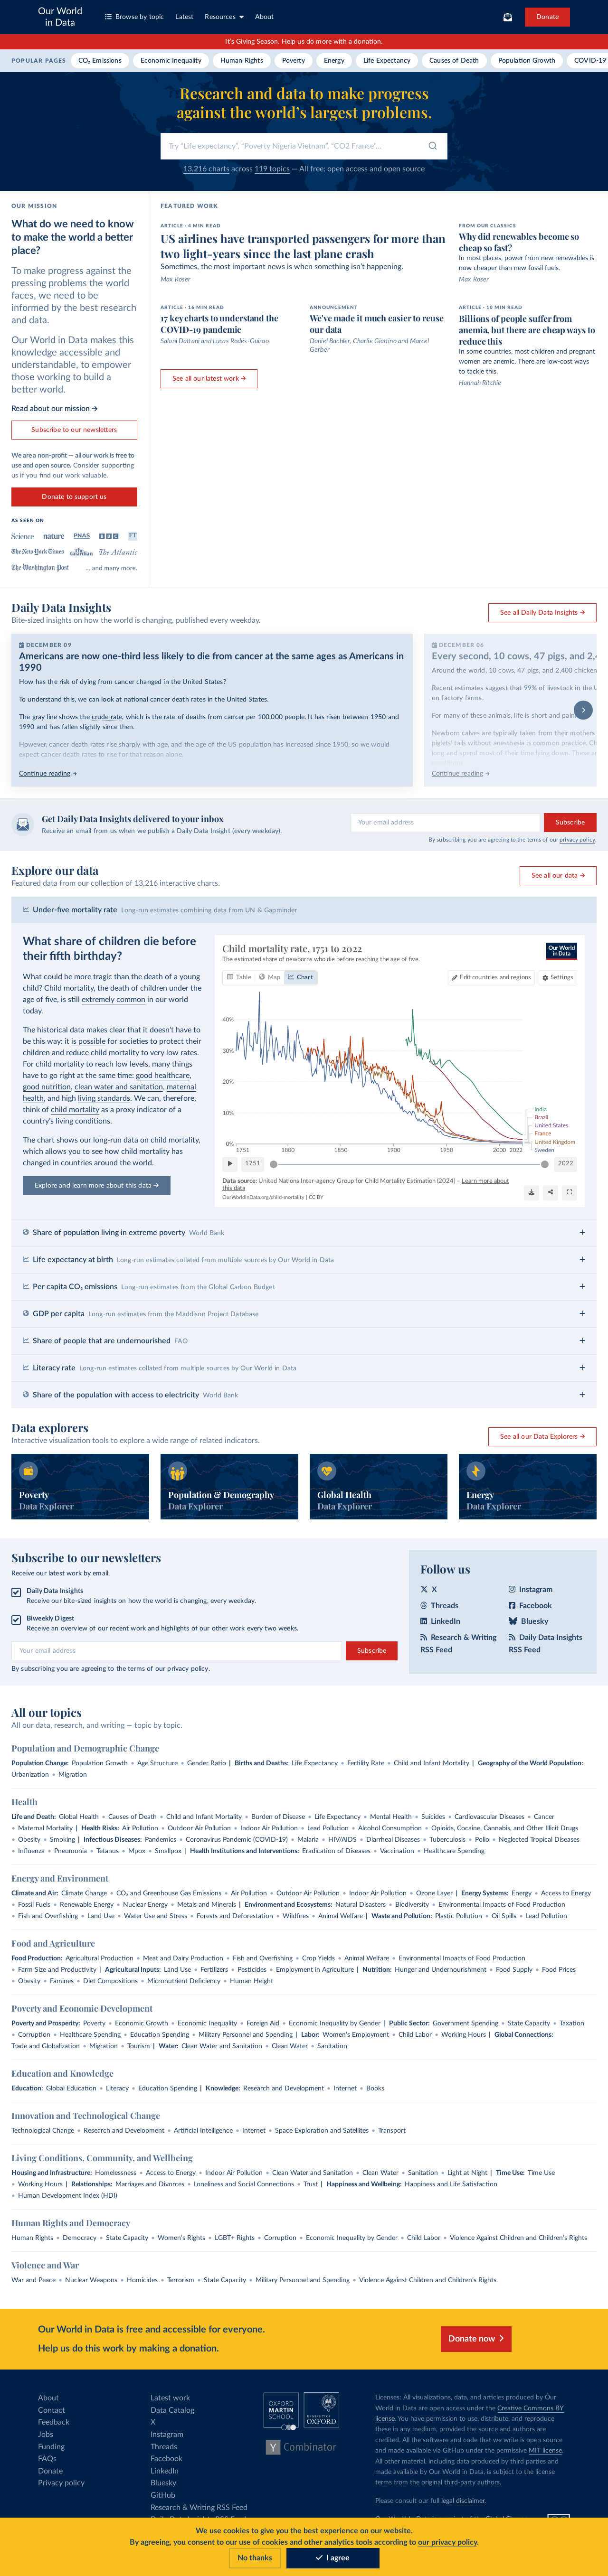 Our World
in Data
Browse by topic
Latest
Resources
About
Donate
It's Giving Season. Help us do more with a donation.
POPULAR PAGES
CO₂ Emissions
Economic Inequality
Human Rights
Poverty
Energy
Life Expectancy
Causes of Death
Population Growth
COVID-19
Research and data to make progress
against the world's largest problems.
Try "Life expectancy", "Poverty Nigeria Vietnam", "CO2 France"...
13,216 charts across 119 topics — All free: open access and open source
OUR MISSION
What do we need to know
to make the world a better
place?
To make progress against the
pressing problems the world
faces, we need to be
informed by the best research
and data.
Our World in Data makes this
knowledge accessible and
understandable, to empower
those working to build a
better world.
Read about our mission →
Subscribe to our newsletters
We are a non-profit — all our work is free to
use and open source. Consider supporting
us if you find our work valuable.
Donate to support us
AS SEEN ON
Science
nature
PNAS
BBC
FT
The New York Times
The Guardian
The Atlantic
The Washington Post
... and many more.
FEATURED WORK
ARTICLE • 4 MIN READ
US airlines have transported passengers for more than
two light-years since the last plane crash
Sometimes, the most important news is when something isn't happening.
Max Roser
FROM OUR CLASSICS
Why did renewables become so
cheap so fast?
In most places, power from new renewables is
now cheaper than new fossil fuels.
Max Roser
ARTICLE • 16 MIN READ
17 key charts to understand the
COVID-19 pandemic
Saloni Dattani and Lucas Rodés-Guirao
ANNOUNCEMENT
We've made it much easier to reuse
our data
Daniel Bachler, Charlie Giattino and Marcel
Gerber
ARTICLE • 10 MIN READ
Billions of people suffer from
anemia, but there are cheap ways to
reduce this
In some countries, most children and pregnant
women are anemic. There are low-cost ways
to tackle this.
Hannah Ritchie
See all our latest work →
Daily Data Insights
Bite-sized insights on how the world is changing, published every weekday.
See all Daily Data Insights →
DECEMBER 09
Americans are now one-third less likely to die from cancer at the same ages as Americans in
1990
How has the risk of dying from cancer changed in the United States?
To understand this, we can look at national cancer death rates in the United States.
The gray line shows the crude rate, which is the rate of deaths from cancer per 100,000 people. It has risen between 1950 and
1990 and has fallen slightly since then.
However, cancer death rates rise sharply with age, and the age of the US population has increased since 1950, so we would
expect cancer death rates to rise for that reason alone.
Continue reading →
DECEMBER 06
Every second, 10 cows, 47 pigs, and 2,4
Around the world, 10 cows, 47 pigs, and 2,400 chicken
Recent estimates suggest that 99% of livestock in the U
on factory farms.
For many of these animals, life is short and pain
Newborn calves are typically taken from their mothers
piglets' tails without anesthesia is common practice. Ch
Continue reading →
Get Daily Data Insights delivered to your inbox
Receive an email from us when we publish a Daily Data Insight (every weekday).
Your email address
Subscribe
By subscribing you are agreeing to the terms of our privacy policy.
Explore our data
Featured data from our collection of 13,216 interactive charts.
See all our data →
Under-five mortality rate Long-run estimates combining data from UN & Gapminder
What share of children die before
their fifth birthday?
What could be more tragic than the death of a young
child? Child mortality, the death of children under the
age of five, is still extremely common in our world
today.
The historical data makes clear that it doesn't have to
be this way: it is possible for societies to protect their
children and reduce child mortality to very low rates.
For child mortality to reach low levels, many things
have to go right at the same time: good healthcare,
good nutrition, clean water and sanitation, maternal
health, and high living standards. We can, therefore,
think of child mortality as a proxy indicator of a
country's living conditions.
The chart shows our long-run data on child mortality,
which allows you to see how child mortality has
changed in countries around the world.
Explore and learn more about this data →
Child mortality rate, 1751 to 2022
The estimated share of newborns who die before reaching the age of five.
Our World
in Data
Table
Map
Chart
Edit countries and regions
Settings
40%
30%
20%
10%
0%
1751
1800
1850
1900
1950
2000
2022
India
Brazil
United States
France
United Kingdom
Sweden
1751
2022
Data source: United Nations Inter-agency Group for Child Mortality Estimation (2024) – Learn more about
this data
OurWorldinData.org/child-mortality | CC BY
Share of population living in extreme poverty World Bank
Life expectancy at birth Long-run estimates collated from multiple sources by Our World in Data
Per capita CO₂ emissions Long-run estimates from the Global Carbon Budget
GDP per capita Long-run estimates from the Maddison Project Database
Share of people that are undernourished FAO
Literacy rate Long-run estimates collated from multiple sources by Our World in Data
Share of the population with access to electricity World Bank
Data explorers
Interactive visualization tools to explore a wide range of related indicators.
See all our Data Explorers →
Poverty
Data Explorer
Population & Demography
Data Explorer
Global Health
Data Explorer
Energy
Data Explorer
Subscribe to our newsletters
Receive our latest work by email.
Daily Data Insights
Receive our bite-sized insights on how the world is changing, every weekday.
Biweekly Digest
Receive an overview of our recent work and highlights of our other work every two weeks.
Your email address
Subscribe
By subscribing you are agreeing to the terms of our privacy policy.
Follow us
X
Instagram
Threads
Facebook
LinkedIn
Bluesky
Research & Writing
RSS Feed
Daily Data Insights
RSS Feed
All our topics
All our data, research, and writing — topic by topic.
Population and Demographic Change
Population Change: Population Growth • Age Structure • Gender Ratio | Births and Deaths: Life Expectancy • Fertility Rate • Child and Infant Mortality | Geography of the World Population:
Urbanization • Migration
Health
Life and Death: Global Health • Causes of Death • Child and Infant Mortality • Burden of Disease • Life Expectancy • Mental Health • Suicides • Cardiovascular Diseases • Cancer
• Maternal Mortality | Health Risks: Air Pollution • Outdoor Air Pollution • Indoor Air Pollution • Lead Pollution • Alcohol Consumption • Opioids, Cocaine, Cannabis, and Other Illicit Drugs
• Obesity • Smoking | Infectious Diseases: Pandemics • Coronavirus Pandemic (COVID-19) • Malaria • HIV/AIDS • Diarrheal Diseases • Tuberculosis • Polio • Neglected Tropical Diseases
• Influenza • Pneumonia • Tetanus • Mpox • Smallpox | Health Institutions and Interventions: Eradication of Diseases • Vaccination • Healthcare Spending
Energy and Environment
Climate and Air: Climate Change • CO₂ and Greenhouse Gas Emissions • Air Pollution • Outdoor Air Pollution • Indoor Air Pollution • Ozone Layer | Energy Systems: Energy • Access to Energy
• Fossil Fuels • Renewable Energy • Nuclear Energy • Metals and Minerals | Environment and Ecosystems: Natural Disasters • Biodiversity • Environmental Impacts of Food Production
• Fish and Overfishing • Land Use • Water Use and Stress • Forests and Deforestation • Wildfires • Animal Welfare | Waste and Pollution: Plastic Pollution • Oil Spills • Lead Pollution
Food and Agriculture
Food Production: Agricultural Production • Meat and Dairy Production • Fish and Overfishing • Crop Yields • Animal Welfare • Environmental Impacts of Food Production
• Farm Size and Productivity | Agricultural Inputs: Land Use • Fertilizers • Pesticides • Employment in Agriculture | Nutrition: Hunger and Undernourishment • Food Supply • Food Prices
• Obesity • Famines • Diet Compositions • Micronutrient Deficiency • Human Height
Poverty and Economic Development
Poverty and Prosperity: Poverty • Economic Growth • Economic Inequality • Foreign Aid • Economic Inequality by Gender | Public Sector: Government Spending • State Capacity • Taxation
• Corruption • Healthcare Spending • Education Spending • Military Personnel and Spending | Labor: Women's Employment • Child Labor • Working Hours | Global Connections:
Trade and Globalization • Migration • Tourism | Water: Clean Water and Sanitation • Clean Water • Sanitation
Education and Knowledge
Education: Global Education • Literacy • Education Spending | Knowledge: Research and Development • Internet • Books
Innovation and Technological Change
Technological Change • Research and Development • Artificial Intelligence • Internet • Space Exploration and Satellites • Transport
Living Conditions, Community, and Wellbeing
Housing and Infrastructure: Homelessness • Access to Energy • Indoor Air Pollution • Clean Water and Sanitation • Clean Water • Sanitation • Light at Night | Time Use: Time Use
• Working Hours | Relationships: Marriages and Divorces • Loneliness and Social Connections • Trust | Happiness and Wellbeing: Happiness and Life Satisfaction
• Human Development Index (HDI)
Human Rights and Democracy
Human Rights • Democracy • State Capacity • Women's Rights • LGBT+ Rights • Corruption • Economic Inequality by Gender • Child Labor • Violence Against Children and Children's Rights
Violence and War
War and Peace • Nuclear Weapons • Homicides • Terrorism • State Capacity • Military Personnel and Spending • Violence Against Children and Children's Rights
Our World in Data is free and accessible for everyone.
Help us do this work by making a donation.
Donate now
About
Contact
Feedback
Jobs
Funding
FAQs
Donate
Privacy policy
Latest work
Data Catalog
X
Instagram
Threads
Facebook
LinkedIn
Bluesky
GitHub
Research & Writing RSS Feed
OXFORD
MARTIN
SCHOOL
UNIVERSITY OF
OXFORD
Y Combinator
Licenses: All visualizations, data, and articles produced by Our
World in Data are open access under the Creative Commons BY
license. You have permission to use, distribute, and reproduce
these in any medium, provided the source and authors are
credited. All the software and code that we write is open source
and made available via GitHub under the permissive MIT license.
All other material, including data produced by third parties and
made available by Our World in Data, is subject to the license
terms from the original third-party authors.
Please consult our full legal disclaimer.
We use cookies to give you the best experience on our website.
By agreeing, you consent to our use of cookies and other analytics tools according to our privacy policy.
No thanks
I agree